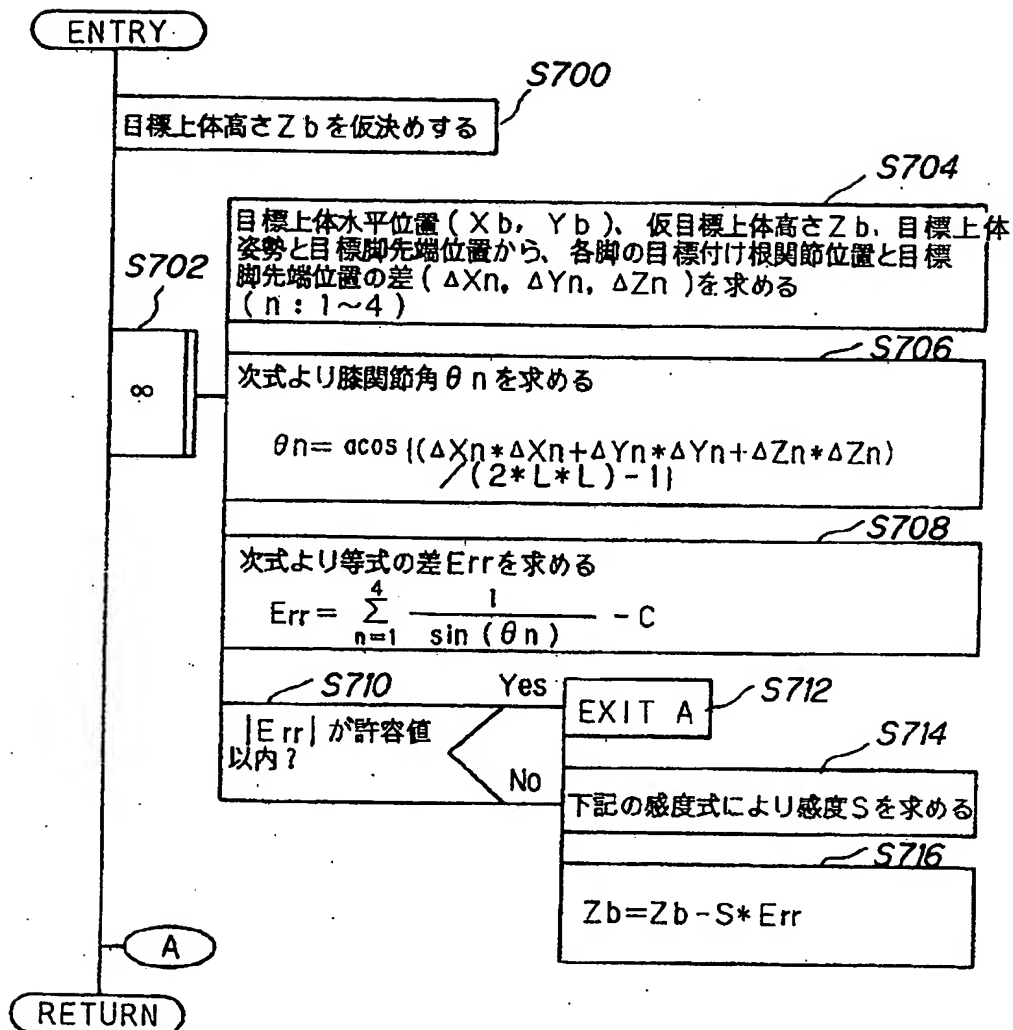 ENTRY
S700
目標上体高さZbを仮決めする
S704
目標上体水平位置(Xb, Yb)、仮目標上体高さZb、目標上体
姿勢と目標脚先端位置から、各脚の目標付け根関節位置と目標
脚先端位置の差(ΔXn, ΔYn, ΔZn)を求める
(n:1~4)
S702
∞
S706
次式より膝関節角θnを求める
θn= acos{(ΔXn*ΔXn+ΔYn*ΔYn+ΔZn*ΔZn)
/(2*L*L)-1}
S708
次式より等式の差Errを求める
Err= 4Σn=1 1/sin(θn) -C
S710
|Err|が許容値
以内?
Yes
No
S712
EXIT A
S714
下記の感度式により感度Sを求める
S716
Zb=Zb-S*Err
A
RETURN